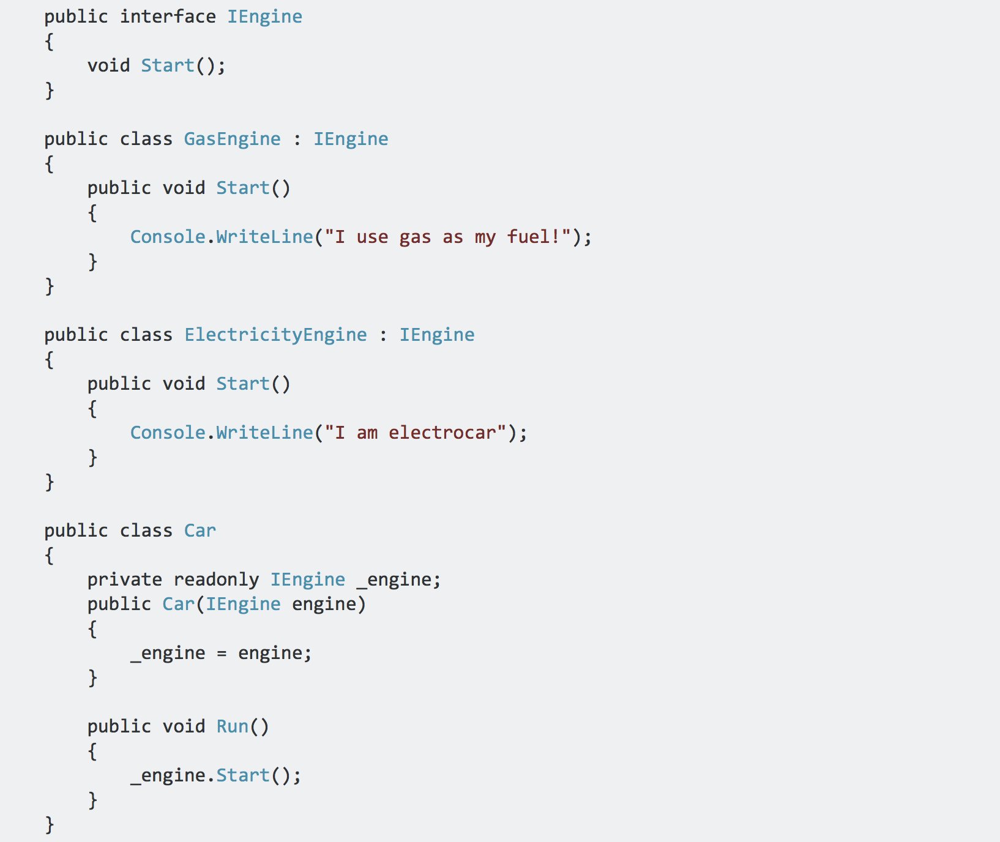 public interface IEngine
{
    void Start();
}

public class GasEngine : IEngine
{
    public void Start()
    {
        Console.WriteLine("I use gas as my fuel!");
    }
}

public class ElectricityEngine : IEngine
{
    public void Start()
    {
        Console.WriteLine("I am electrocar");
    }
}

public class Car
{
    private readonly IEngine _engine;
    public Car(IEngine engine)
    {
        _engine = engine;
    }

    public void Run()
    {
        _engine.Start();
    }
}